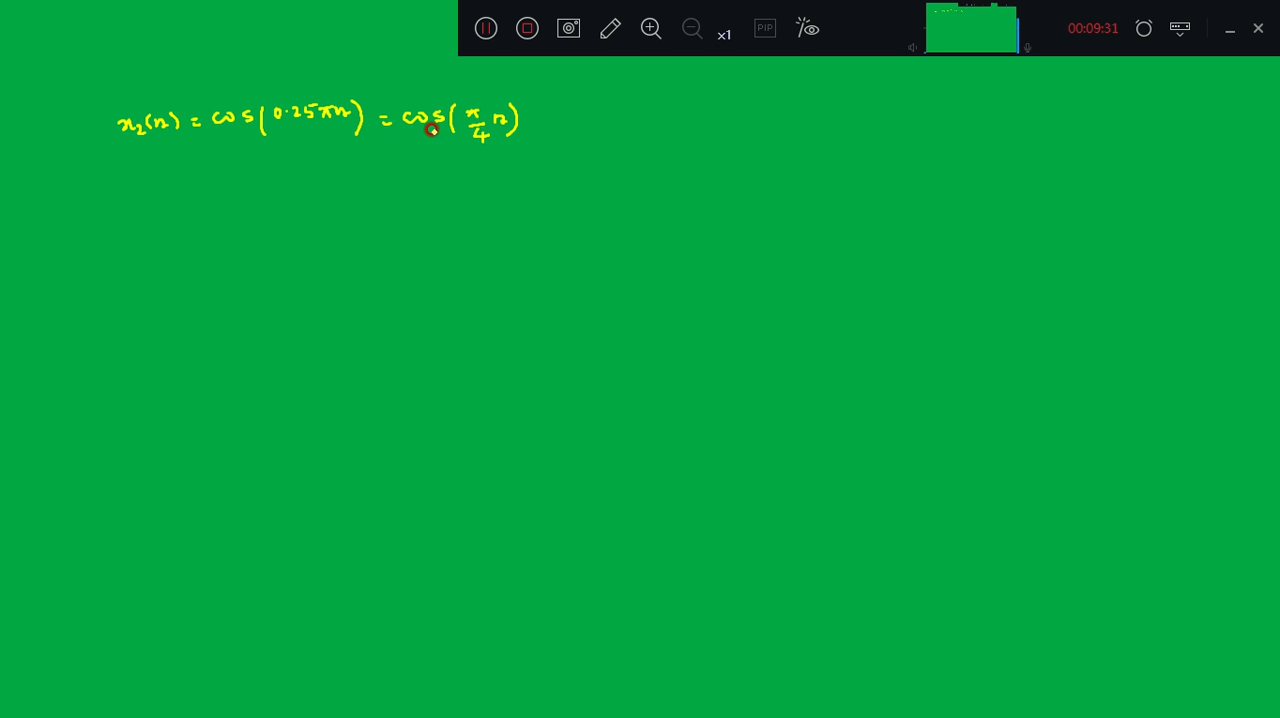 x1
PIP
00:09:31
x₂(n) = cos(0.25πn) = cos(π/4 n)